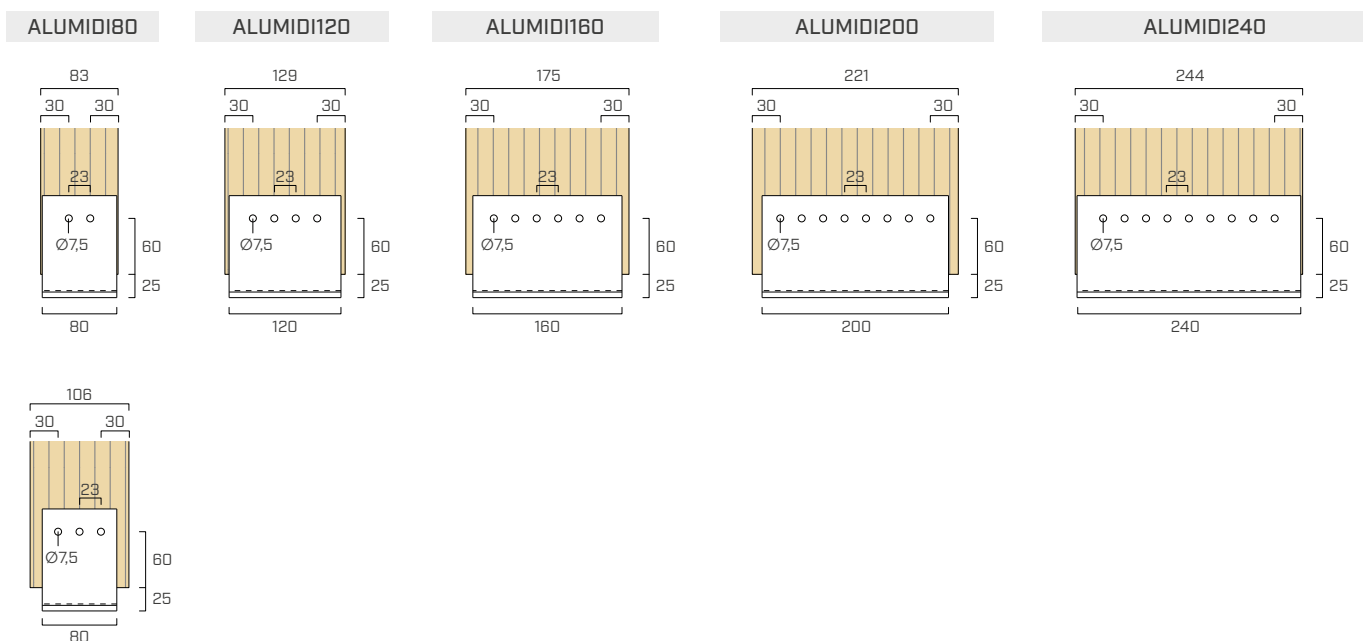 ALUMIDI80 ALUMIDI120 ALUMIDI160 ALUMIDI200 ALUMIDI240
83 129 175 221 244
30 30 30 30 30 30 30 30 30 30
23 23 23 23 23
Ø7,5 60 Ø7,5 60 Ø7,5 60 Ø7,5 60 Ø7,5 60
25 25 25 25 25
80 120 160 200 240
106
30 30
23
Ø7,5 60
25
80